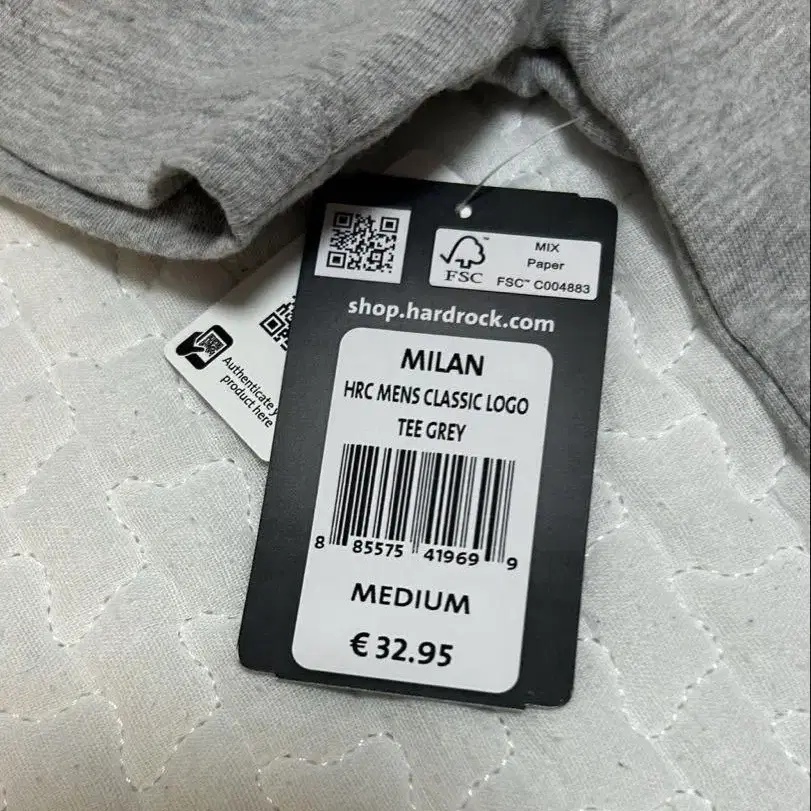 FSC™
MIX
Paper
FSC™ C004883
shop.hardrock.com
MILAN
HRC MENS CLASSIC LOGO
TEE GREY
8 85575 41969 9
MEDIUM
€ 32.95
Authenticate
product here